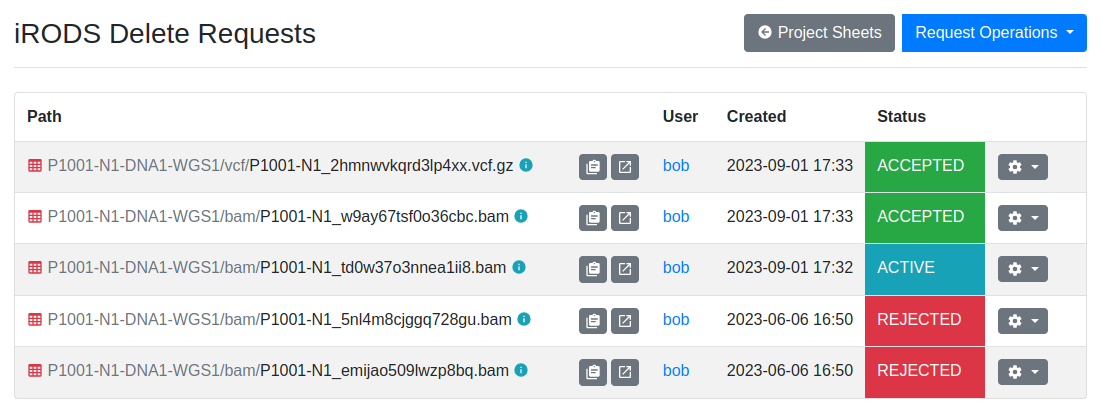 iRODS Delete Requests
Project Sheets Request Operations
Path User Created Status
P1001-N1-DNA1-WGS1/vcf/P1001-N1_2hmnwvkqrd3lp4xx.vcf.gz bob 2023-09-01 17:33 ACCEPTED
P1001-N1-DNA1-WGS1/bam/P1001-N1_w9ay67tsf0o36cbc.bam bob 2023-09-01 17:33 ACCEPTED
P1001-N1-DNA1-WGS1/bam/P1001-N1_td0w37o3nnea1ii8.bam bob 2023-09-01 17:32 ACTIVE
P1001-N1-DNA1-WGS1/bam/P1001-N1_5nl4m8cjggq728gu.bam bob 2023-06-06 16:50 REJECTED
P1001-N1-DNA1-WGS1/bam/P1001-N1_emijao509lwzp8bq.bam bob 2023-06-06 16:50 REJECTED